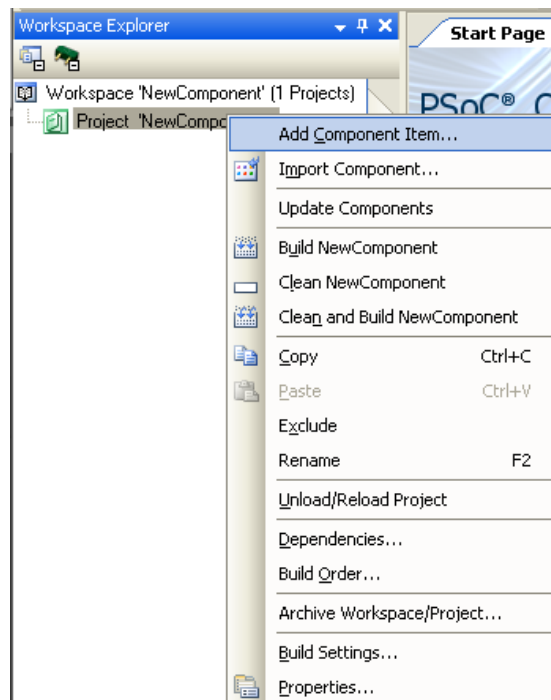 Workspace Explorer
Start Page
Workspace 'NewComponent' (1 Projects)
PSoC®
Project 'NewCompo
Add Component Item...
Import Component...
Update Components
Build NewComponent
Clean NewComponent
Clean and Build NewComponent
Copy Ctrl+C
Paste Ctrl+V
Exclude
Rename F2
Unload/Reload Project
Dependencies...
Build Order...
Archive Workspace/Project...
Build Settings...
Properties...